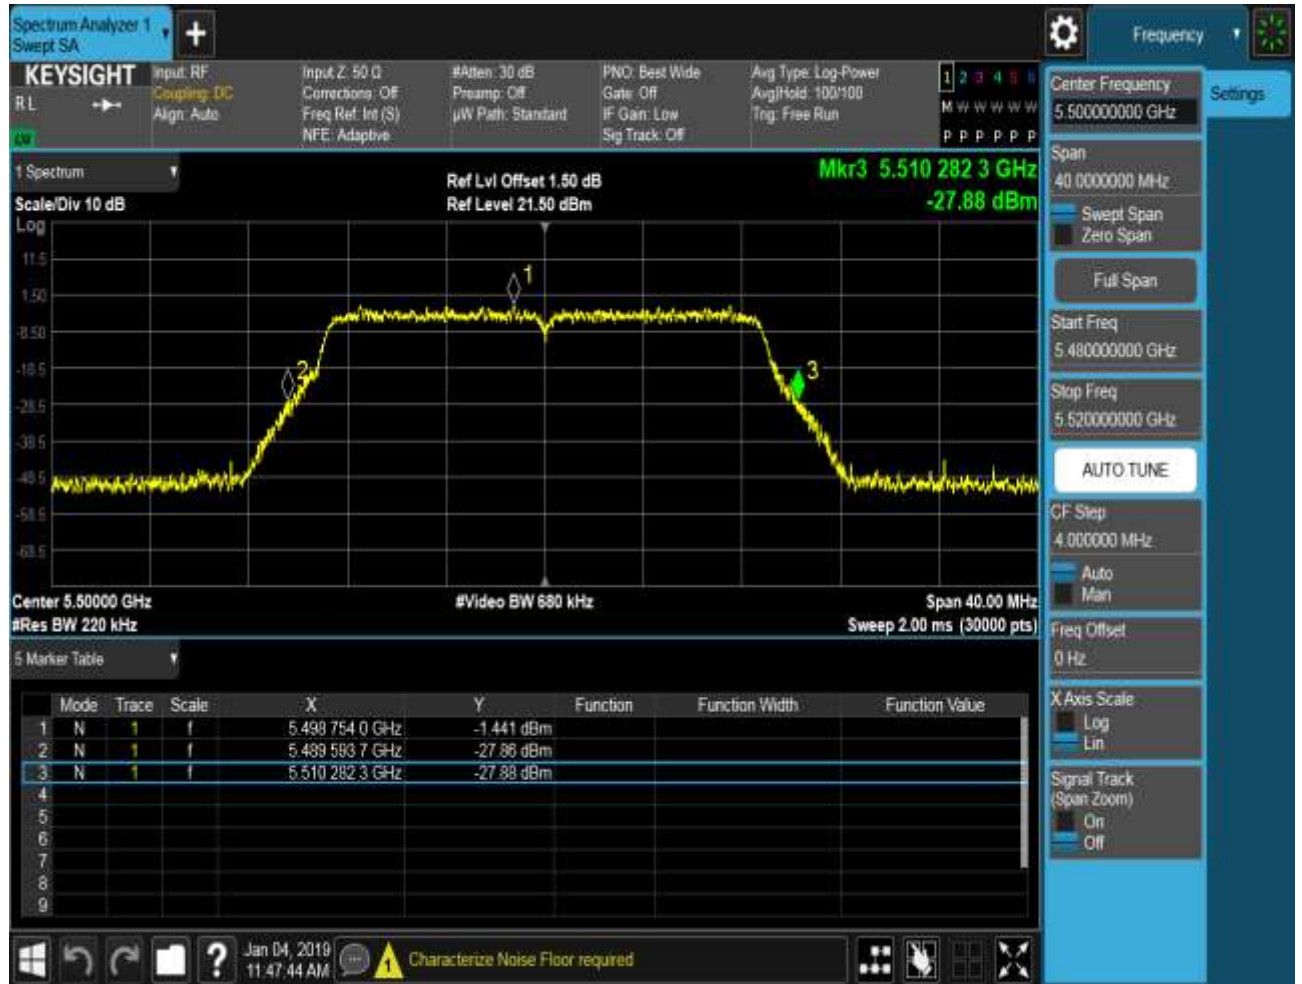 Spectrum Analyzer 1
Swept SA
Frequency
KEYSIGHT
R L
Input: RF
Coupling: DC
Align: Auto
Input Z: 50 Ω
Corrections: Off
Freq Ref: Int (S)
NFE: Adaptive
#Atten: 30 dB
Preamp: Off
µW Path: Standard
PNO: Best Wide
Gate: Off
IF Gain: Low
Sig Track: Off
Avg Type: Log-Power
Avg|Hold: 100/100
Trig: Free Run
1 2 3 4 5 6
M W W W W W
P P P P P P
1 Spectrum
Scale/Div 10 dB
Ref Lvl Offset 1.50 dB
Ref Level 21.50 dBm
Mkr3 5.510 282 3 GHz
-27.88 dBm
Log
11.5
1.50
-8.50
-18.5
-28.5
-38.5
-48.5
-58.5
-68.5
1
2
3
Center 5.50000 GHz
#Res BW 220 kHz
#Video BW 680 kHz
Span 40.00 MHz
Sweep 2.00 ms (30000 pts)
5 Marker Table
Mode Trace Scale X Y Function Function Width Function Value
1 N 1 f 5.498 754 0 GHz -1.441 dBm
2 N 1 f 5.489 593 7 GHz -27.86 dBm
3 N 1 f 5.510 282 3 GHz -27.88 dBm
4
5
6
7
8
9
Jan 04, 2019
11:47:44 AM
1
Characterize Noise Floor required
Settings
Center Frequency
5.500000000 GHz
Span
40.0000000 MHz
Swept Span
Zero Span
Full Span
Start Freq
5.480000000 GHz
Stop Freq
5.520000000 GHz
AUTO TUNE
CF Step
4.000000 MHz
Auto
Man
Freq Offset
0 Hz
X Axis Scale
Log
Lin
Signal Track
(Span Zoom)
On
Off